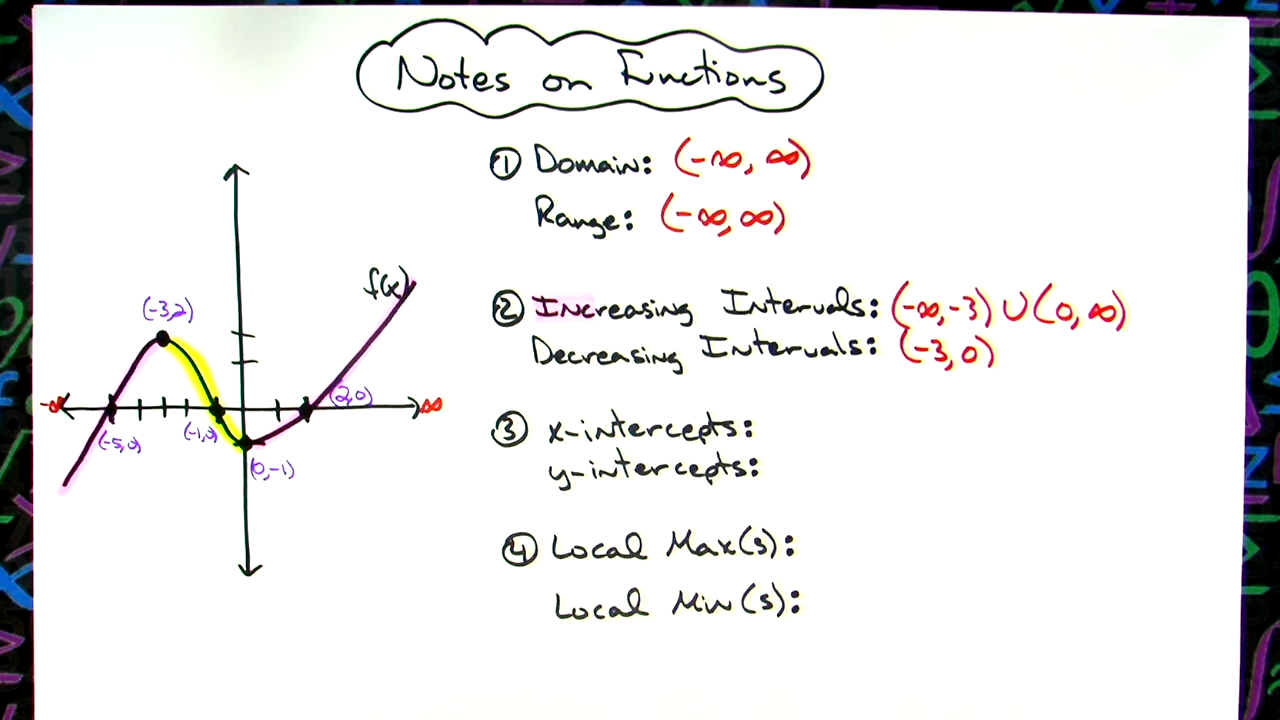 Notes on Functions
① Domain: (-∞, ∞)
Range: (-∞, ∞)
② Increasing Intervals: (-∞, -3) ∪ (0, ∞)
Decreasing Intervals: (-3, 0)
③ x-intercepts:
y-intercepts:
④ Local Max(s):
Local Min(s):
f(x)
(-3,2)
-∞
(2,0)
∞
(-5,0)
(-1,0)
(0,-1)